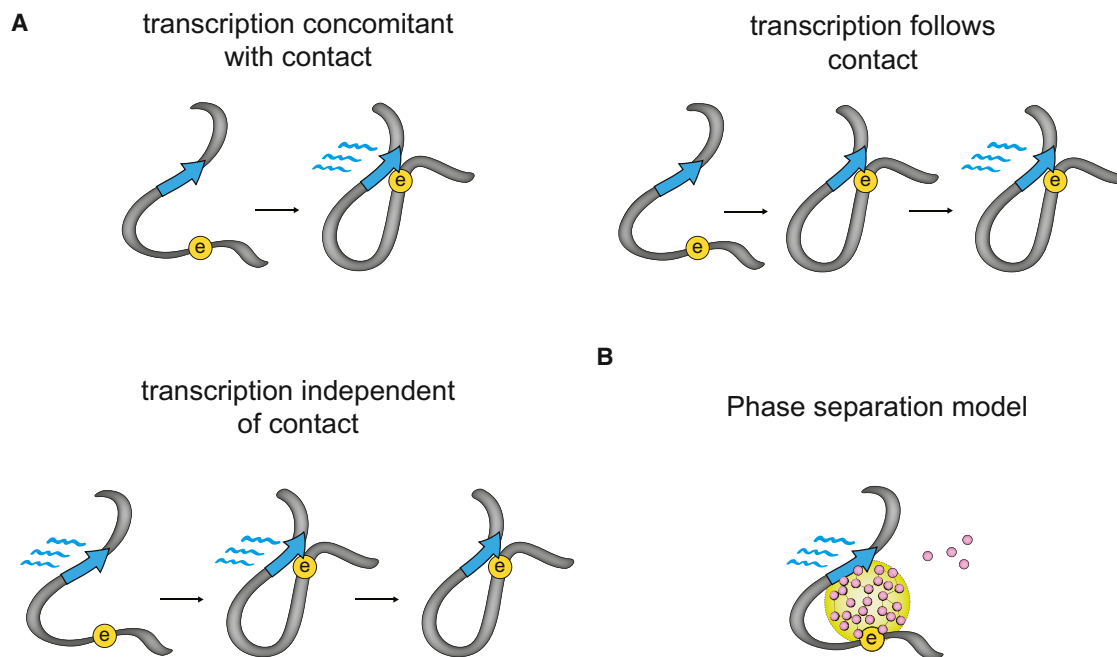 A
transcription concomitant
with contact
e
e
transcription follows
contact
e
e
e
transcription independent
of contact
e
e
e
B
Phase separation model
e